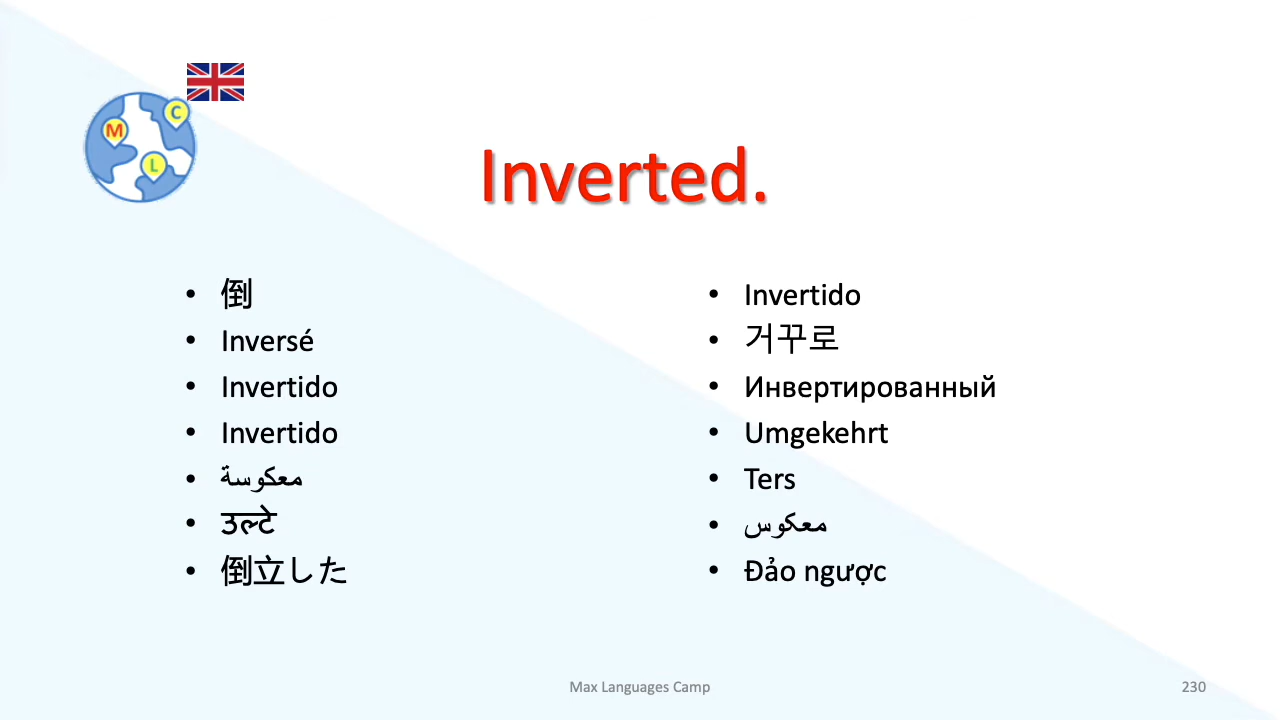 C
M
L
Inverted.
• 倒
• Inversé
• Invertido
• Invertido
• معكوسة
• उल्टे
• 倒立した
• Invertido
• 거꾸로
• Инвертированный
• Umgekehrt
• Ters
• معكوس
• Đảo ngược
Max Languages Camp
230